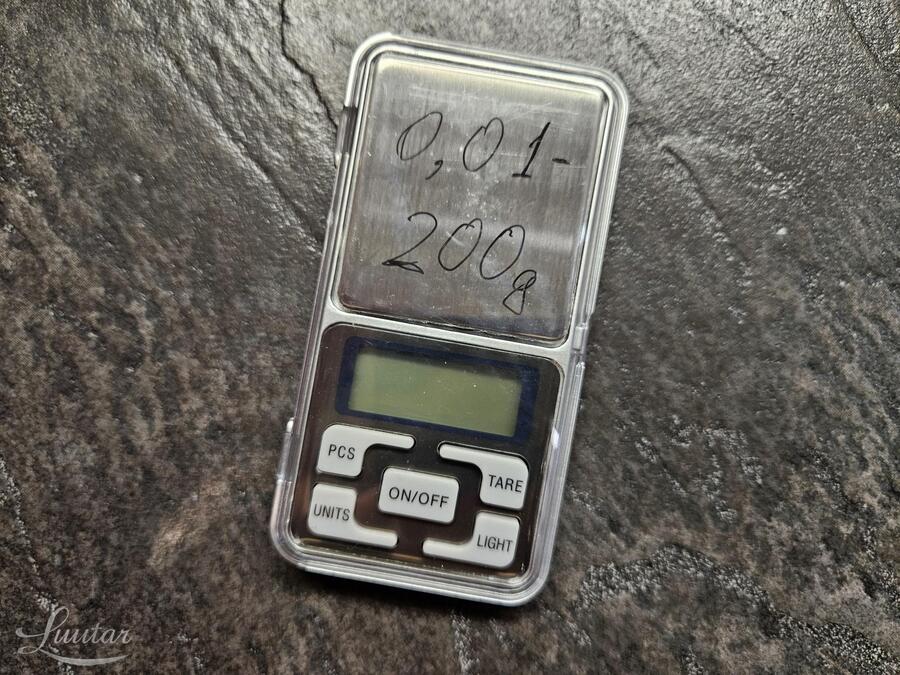 0,01-
200g
PCS
TARE
ON/OFF
UNITS
LIGHT
Luutar